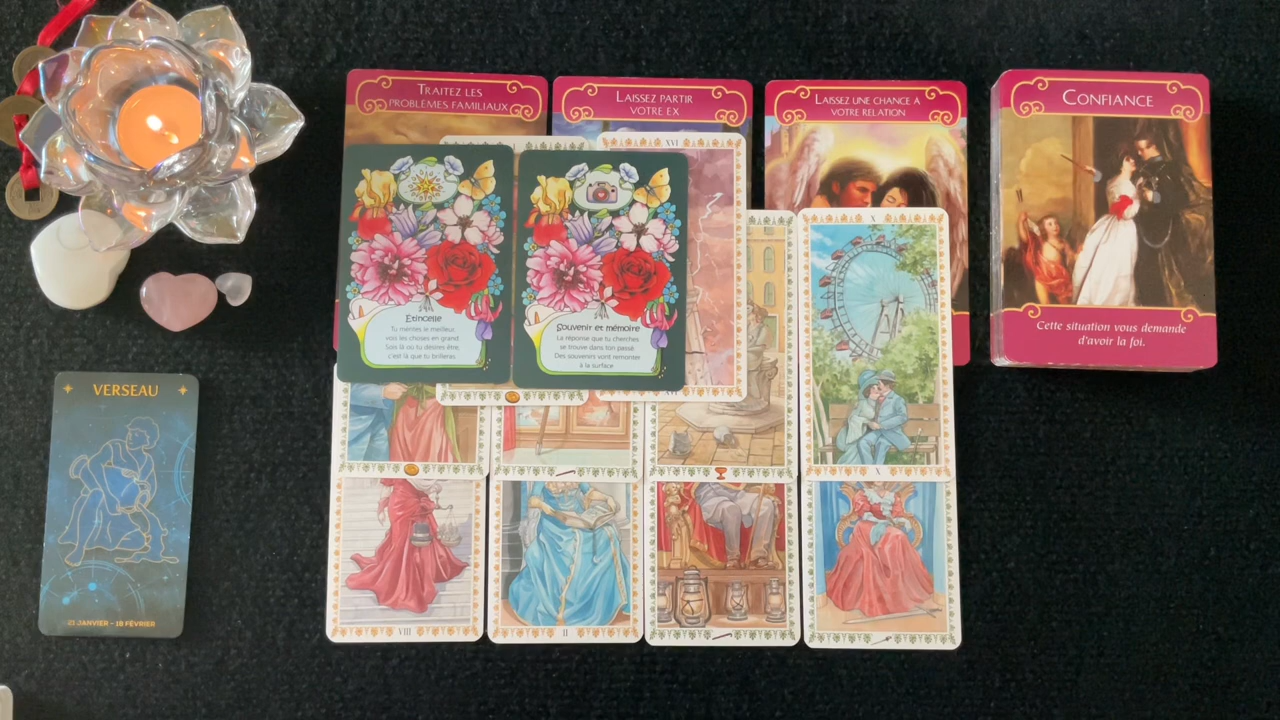 TRAITEZ LES
PROBLÈMES FAMILIAUX
LAISSEZ PARTIR
VOTRE EX
LAISSEZ UNE CHANCE À
VOTRE RELATION
CONFIANCE
Cette situation vous demande
d'avoir la foi.
XVI
X
Étincelle
Tu mérites le meilleur,
vois les choses en grand.
Sois là où tu désires être,
c'est là que tu brilleras.
Souvenir et mémoire
La réponse que tu cherches
se trouve dans ton passé.
Des souvenirs vont remonter
à la surface
X
VERSEAU
21 JANVIER - 18 FÉVRIER
VIII
II